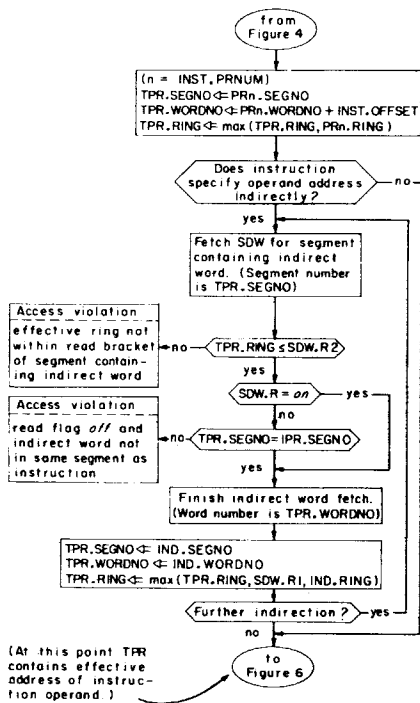 from
Figure 4
(n = INST.PRNUM)
TPR.SEGNO⇐PRn.SEGNO
TPR.WORDNO⇐PRn.WORDNO + INST.OFFSET
TPR.RING⇐ max(TPR.RING,PRn.RING)
Does instruction
specify operand address
indirectly?
no
yes
Fetch SDW for segment
containing indirect
word. (Segment number
is TPR.SEGNO)
Access violation
effective ring not
within read bracket
of segment contain-
ing indirect word
no
TPR.RING ≤ SDW.R2
yes
SDW.R = on
yes
no
Access violation
read flag off and
indirect word not
in same segment as
instruction
no
TPR.SEGNO = IPR.SEGNO
yes
Finish indirect word fetch.
(Word number is TPR.WORDNO)
TPR.SEGNO⇐ IND.SEGNO
TPR.WORDNO⇐ IND.WORDNO
TPR.RING⇐ max(TPR.RING,SDW.R1,IND.RING)
Further indirection?
yes
no
(At this point TPR
contains effective
address of instruc-
tion operand.)
to
Figure 6